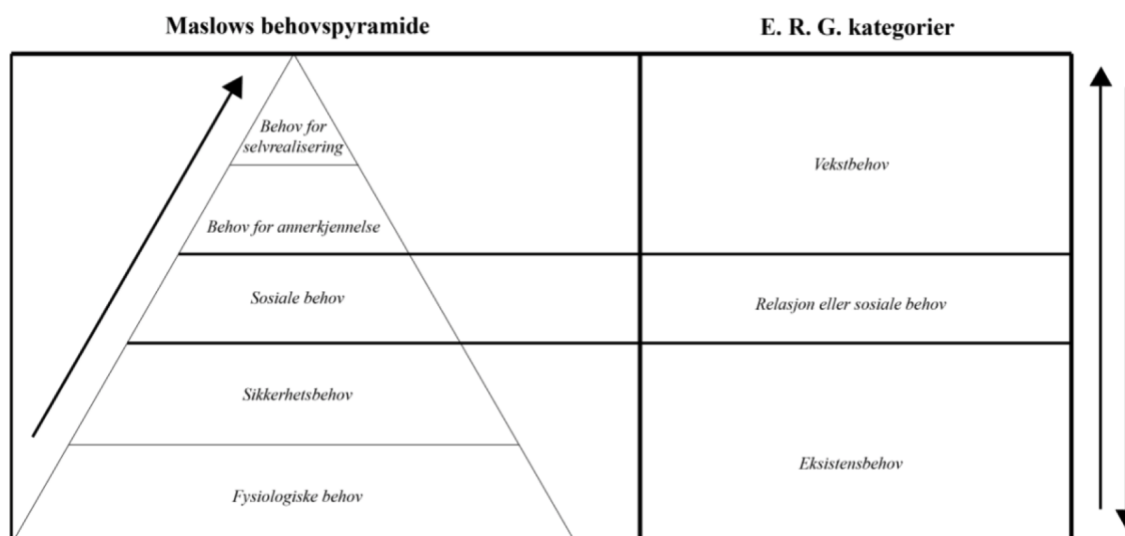 Maslows behovspyramide
E. R. G. kategorier
Behov for
selvrealisering
Vekstbehov
Behov for annerkjennelse
Sosiale behov
Relasjon eller sosiale behov
Sikkerhetsbehov
Eksistensbehov
Fysiologiske behov